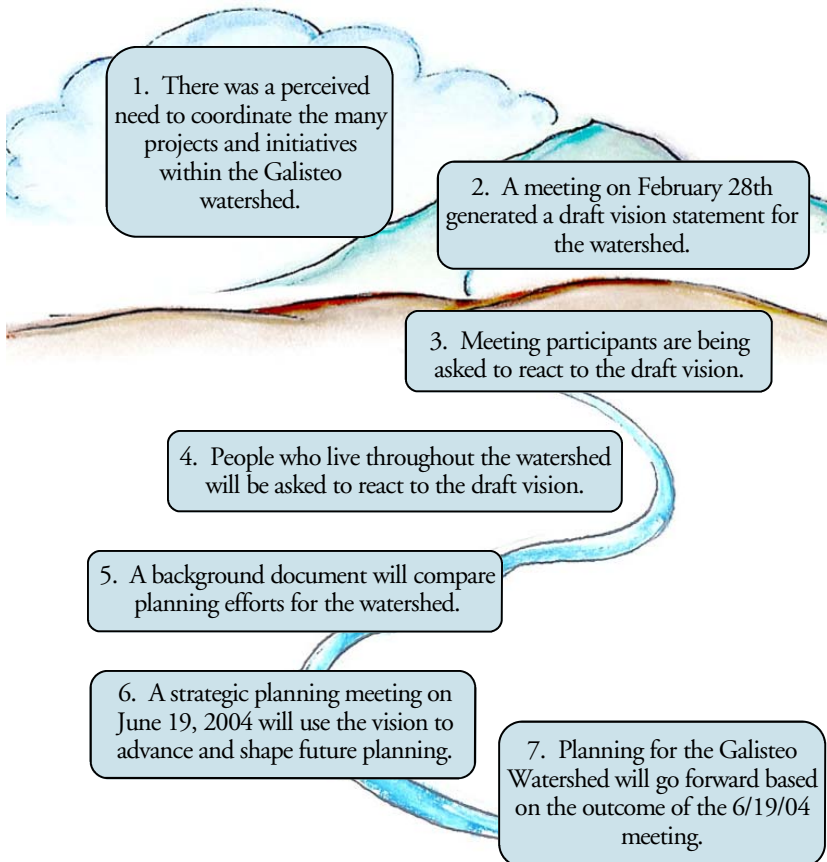 1. There was a perceived
need to coordinate the many
projects and initiatives
within the Galisteo
watershed.
2. A meeting on February 28th
generated a draft vision statement for
the watershed.
3. Meeting participants are being
asked to react to the draft vision.
4. People who live throughout the watershed
will be asked to react to the draft vision.
5. A background document will compare
planning efforts for the watershed.
6. A strategic planning meeting on
June 19, 2004 will use the vision to
advance and shape future planning.
7. Planning for the Galisteo
Watershed will go forward based
on the outcome of the 6/19/04
meeting.